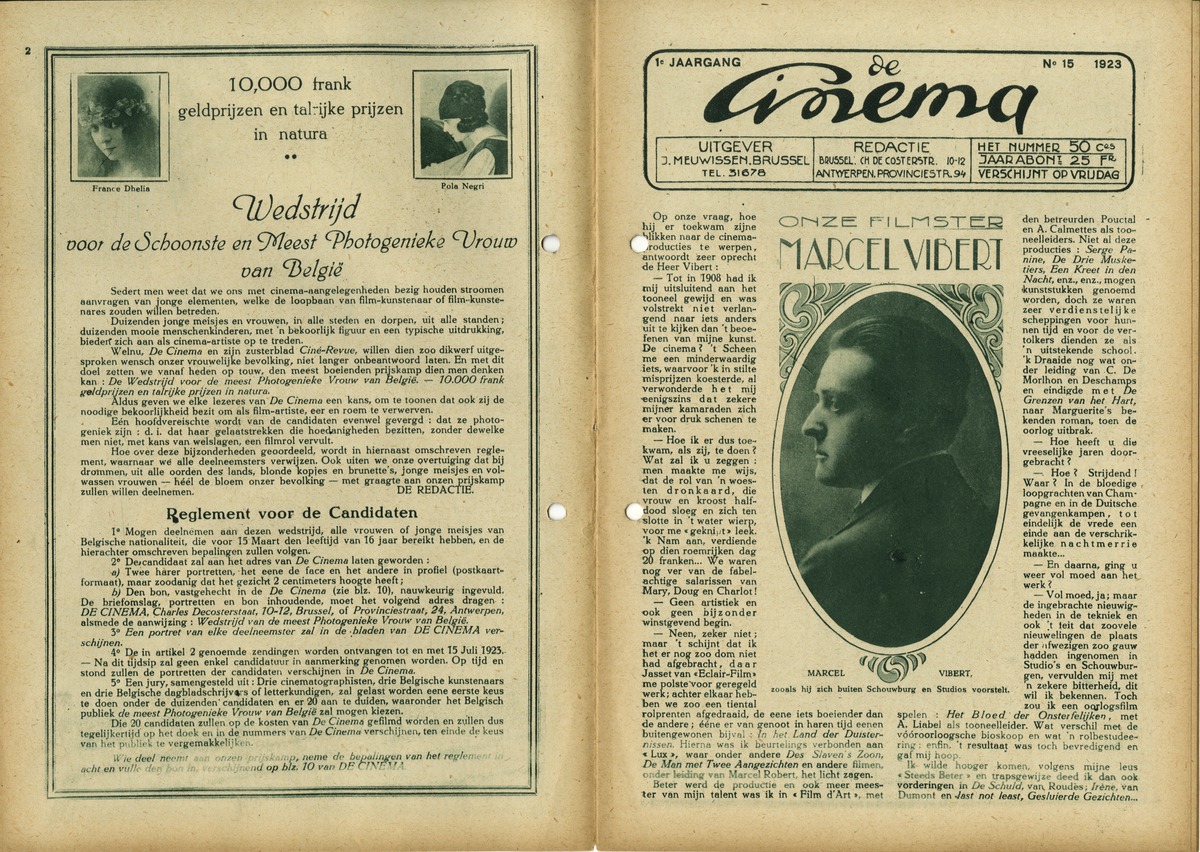 2
10,000 frank
geldprijzen en talrijke prijzen
in natura
France Dhelia
Pola Negri
Wedstrijd
voor de Schoonste en Meest Photogenieke Vrouw
van België
Sedert men weet dat we ons met cinema-aangelegenheden bezig houden stroomen
aanvragen van jonge elementen, welke de loopbaan van film-kunstenaar of film-kunste-
nares zouden willen betreden.
Duizenden jonge meisjes en vrouwen, in alle steden en dorpen, uit alle standen;
duizenden mooie menschenkinderen, met 'n bekoorlijk figuur en een typische uitdrukking,
bieden zich aan als cinema-artiste op te treden.
Welnu, De Cinema en zijn zusterblad Ciné-Revue, willen dien zoo dikwerf uitge-
sproken wensch onzer vrouwelijke bevolking, niet langer onbeantwoord laten. En met dit
doel zetten we vanaf heden op touw, den meest boeienden prijskamp dien men denken
kan : De Wedstrijd voor de meest Photogenieke Vrouw van België. — 10.000 frank
geldprijzen en talrijke prijzen in natura.
Aldus geven we elke lezeres van De Cinema een kans, om te toonen dat ook zij de
noodige bekoorlijkheid bezit om als film-artiste, eer en roem te verwerven.
Eén hoofdvereischte wordt van de candidaten evenwel gevergd : dat ze photo-
geniek zijn : d. i. dat haar gelaatstrekken die hoedanigheden bezitten, zonder dewelke
men niet, met kans van welslagen, een filmrol vervult.
Hoe over deze bijzonderheden geoordeeld, wordt in hiernaast omschreven regle-
ment, waarnaar we alle deelneemsters verwijzen. Ook uiten we onze overtuiging dat bij
drommen, uit alle oorden des lands, blonde kopjes en brunette's, jonge meisjes en vol-
wassen vrouwen — héél de bloem onzer bevolking — met graagte aan onzen prijskamp
zullen willen deelnemen. DE REDACTIE.
Reglement voor de Candidaten
1° Mogen deelnemen aan dezen wedstrijd, alle vrouwen of jonge meisjes van
Belgische nationaliteit, die voor 15 Maart den leeftijd van 16 jaar bereikt hebben, en de
hierachter omschreven bepalingen zullen volgen.
2° De candidaat zal aan het adres van De Cinema laten geworden :
a) Twee harer portretten, het eene de face en het andere in profiel (postkaart-
formaat), maar zoodanig dat het gezicht 2 centimeters hoogte heeft;
b) Den bon, vastgehecht in de De Cinema (zie blz. 10), nauwkeurig ingevuld.
De briefomslag, portretten en bon inhoudende, moet het volgend adres dragen :
DE CINEMA, Charles Decosterstaat, 10-12, Brussel, of Provinciestraat, 24, Antwerpen,
alsmede de aanwijzing : Wedstrijd van de meest Photogenieke Vrouw van België.
3° Een portret van elke deelneemster zal in de bladen van DE CINEMA ver-
schijnen.
4° De in artikel 2 genoemde zendingen worden ontvangen tot en met 15 Juli 1923.
— Na dit tijdsip zal geen enkel candidatuur in aanmerking genomen worden. Op tijd en
stond zullen de portretten der candidaten verschijnen in De Cinema.
5° Een jury, samengesteld uit : Drie cinematographisten, drie Belgische kunstenaars
en drie Belgische dagbladschrijvers of letterkundigen, zal gelast worden eene eerste keus
te doen onder de duizenden candidaten en er 20 aan te duiden, waaronder het Belgisch
publiek de meest Photogenieke Vrouw van België zal mogen kiezen.
Die 20 candidaten zullen op de kosten van De Cinema gefilmd worden en zullen dus
tegelijkertijd op het doek en in de nummers van De Cinema verschijnen, ten einde de keus
van het publiek te vergemakkelijken.
Wie deel neemt aan onzen prijskamp, neme de bepalingen van het reglement in
acht en vulle den bon in, verschijnend op blz. 10 van DE CINEMA.
1e JAARGANG
No 15 1923
de
Cinema
UITGEVER
J. MEUWISSEN. BRUSSEL
TEL. 31678
REDACTIE
BRUSSEL. CH DE COSTERSTR. 10-12
ANTWERPEN. PROVINCIESTR. 94
HET NUMMER 50 Ces
JAARABONT 25 FR
VERSCHIJNT OP VRIJDAG
ONZE FILMSTER
MARCEL VIBERT
Op onze vraag, hoe
hij er toekwam zijne
blikken naar de cinema-
producties te werpen,
antwoordt zeer oprecht
de Heer Vibert :
— Tot in 1908 had ik
mij uitsluitend aan het
tooneel gewijd en was
volstrekt niet verlan-
gend naar iets anders
uit te kijken dan 't beoe-
fenen van mijne kunst.
De cinema? 't Scheen
me een minderwaardig
iets, waarvoor 'k in stilte
misprijzen koesterde, al
verwonderde het mij
eenigszins dat zekere
mijner kamaraden zich
er voor druk schenen te
maken.
— Hoe ik er dus toe-
kwam, als zij, te doen?
Wat zal ik u zeggen :
men maakte me wijs,
dat de rol van 'n woes-
ten dronkaard, die
vrouw en kroost half-
dood sloeg en zich ten
slotte in 't water wierp,
voor me « geknipt » leek.
'k Nam aan, verdiende
op dien roemrijken dag
20 franken... We waren
nog ver van de fabel-
achtige salarissen van
Mary, Doug en Charlot!
— Geen artistiek en
ook geen bijzonder
winstgevend begin.
— Neen, zeker niet;
maar 't schijnt dat ik
het er nog zoo dom niet
had afgebracht, daar
Jasset van «Eclair-Film»
me polste voor geregeld
werk; achter elkaar heb-
ben we zoo een tiental
rolprenten afgedraaid, de eene iets boeiender dan
de andere; ééne er van genoot in haren tijd eenen
buitengewonen bijval : In het Land der Duister-
nissen. Hierna was ik beurtelings verbonden aan
« Lux », waar onder andere Des Slaven's Zoon,
De Man met Twee Aangezichten en andere filmen,
onder leiding van Marcel Robert, het licht zagen.
Beter werd de productie en ook meer mees-
ter van mijn talent was ik in « Film d'Art », met
MARCEL VIBERT,
zooals hij zich buiten Schouwburg en Studios voorstelt.
den betreurden Pouctal
en A. Calmettes als too-
neelleiders. Niet al deze
producties : Serge Pa-
nine, De Drie Muske-
tiers, Een Kreet in den
Nacht, enz., enz., mogen
kunststukken genoemd
worden, doch ze waren
zeer verdienstelijke
scheppingen voor hun-
nen tijd en voor de ver-
tolkers dienden ze als
'n uitstekende school.
'k Draaide nog wat on-
der leiding van C. De
Morlhon en Deschamps
en eindigde met De
Grenzen van het Hart,
naar Marguerite's be-
kenden roman, toen de
oorlog uitbrak.
— Hoe heeft u die
vreeselijke jaren door-
gebracht?
— Hoe? Strijdend!
Waar? In de bloedige
loopgrachten van Cham-
pagne en in de Duitsche
gevangenkampen, tot
eindelijk de vrede een
einde aan de verschrik-
kelijke nachtmerrie
maakte...
— En daarna, ging u
weer vol moed aan het
werk?
— Vol moed, ja; maar
de ingebrachte nieuwig-
heden in de tekniek en
ook 't feit dat zoovele
nieuwelingen de plaats
der afwezigen zoo gauw
hadden ingenomen in
Studio's en Schouwbur-
gen, vervulden mij met
'n zekere bitterheid, dit
wil ik bekennen. Toch
zou ik een oorlogsfilm
spelen : Het Bloed der Onsterfelijken, met
A. Liabel als tooneelleider. Wat verschil met de
vóóroorloogsche bioskoop en wat 'n rolbestudee-
ring : enfin, 't resultaat was toch bevredigend en
gaf mij hoop.
Ik wilde hooger komen, volgens mijne leus
« Steeds Beter » en trapsgewijze deed ik dan ook
vorderingen in De Schuld, van Roudès; Irène, van
Dumont en last not least, Gesluierde Gezichten...